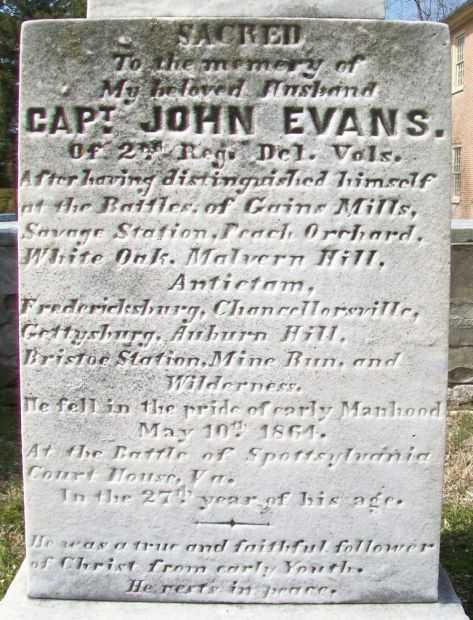 SACRED
To the memory of
My beloved Husband
CAPT. JOHN EVANS.
Of 2nd Reg. Del. Vols.
After having distinguished himself
at the Battles, of Gains Mills,
Savage Station, Peach Orchard,
White Oak, Malvern Hill,
Antietam,
Fredericksburg, Chancellorsville,
Gettysburg, Auburn Hill,
Bristoe Station, Mine Run, and
Wilderness.
He fell in the pride of early Manhood
May 10th 1864.
At the Battle of Spottsylvania
Court House, Va.
In the 27th year of his age.
He was a true and faithful follower
of Christ from early Youth.
He rests in peace.